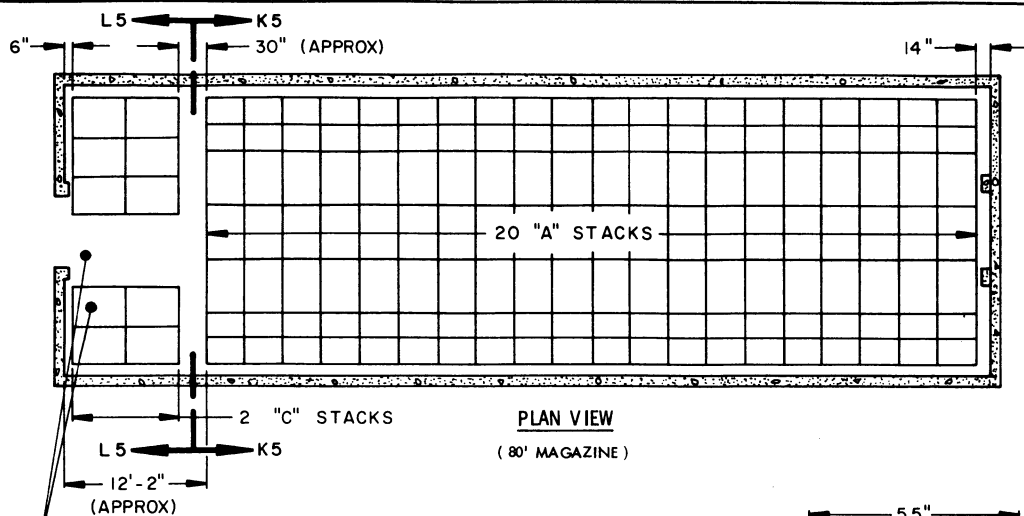 L5 K5
6" 30" (APPROX) 14"
20 "A" STACKS
2 "C" STACKS
PLAN VIEW
L5 K5
(80' MAGAZINE)
12'-2"
(APPROX)
55"